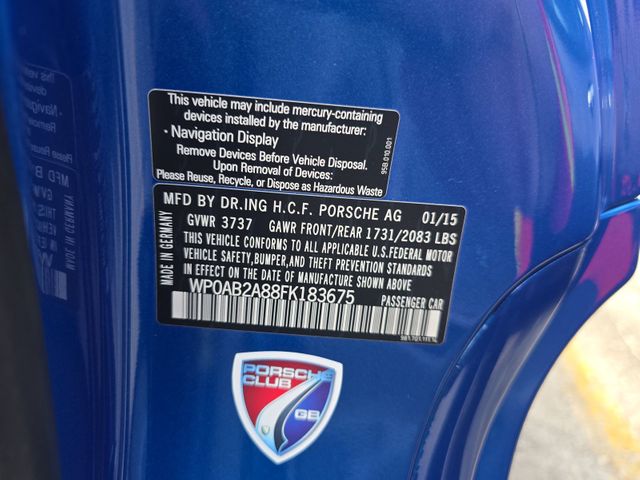 This vehicle may include mercury-containing
devices installed by the manufacturer:
• Navigation Display
Remove Devices Before Vehicle Disposal.
Upon Removal of Devices:
Please Reuse, Recycle, or Dispose as Hazardous Waste
95B.010.001
MFD BY DR.ING H.C.F. PORSCHE AG 01/15
GVWR 3737 GAWR FRONT/REAR 1731/2083 LBS
THIS VEHICLE CONFORMS TO ALL APPLICABLE U.S.FEDERAL MOTOR
VEHICLE SAFETY,BUMPER,AND THEFT PREVENTION STANDARDS
IN EFFECT ON THE DATE OF MANUFACTURE SHOWN ABOVE
WP0AB2A88FK183675
PASSENGER CAR
MADE IN GERMANY
PORSCHE
CLUB
GB